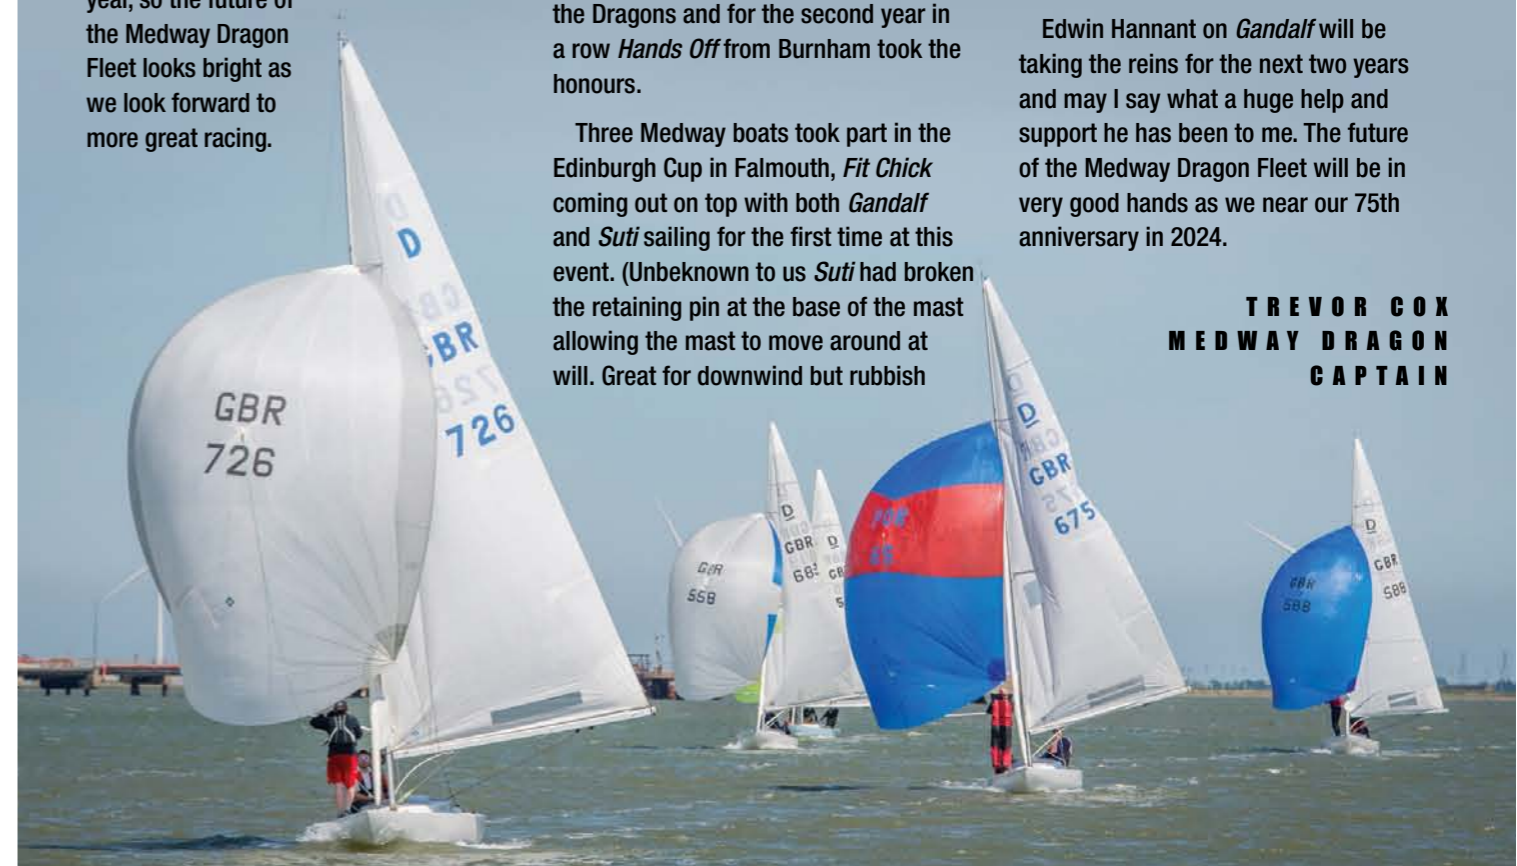 year, so the future of
the Medway Dragon
Fleet looks bright as
we look forward to
more great racing.
the Dragons and for the second year in
a row Hands Off from Burnham took the
honours.
Three Medway boats took part in the
Edinburgh Cup in Falmouth, Fit Chick
coming out on top with both Gandalf
and Suti sailing for the first time at this
event. (Unbeknown to us Suti had broken
the retaining pin at the base of the mast
allowing the mast to move around at
will. Great for downwind but rubbish
Edwin Hannant on Gandalf will be
taking the reins for the next two years
and may I say what a huge help and
support he has been to me. The future
of the Medway Dragon Fleet will be in
very good hands as we near our 75th
anniversary in 2024.
TREVOR COX
MEDWAY DRAGON
CAPTAIN
D
GBR
726
GBR
726
GBR
558
D
GBR
D
POR
65
D
GBR
675
GBR
588
D
GBR
588